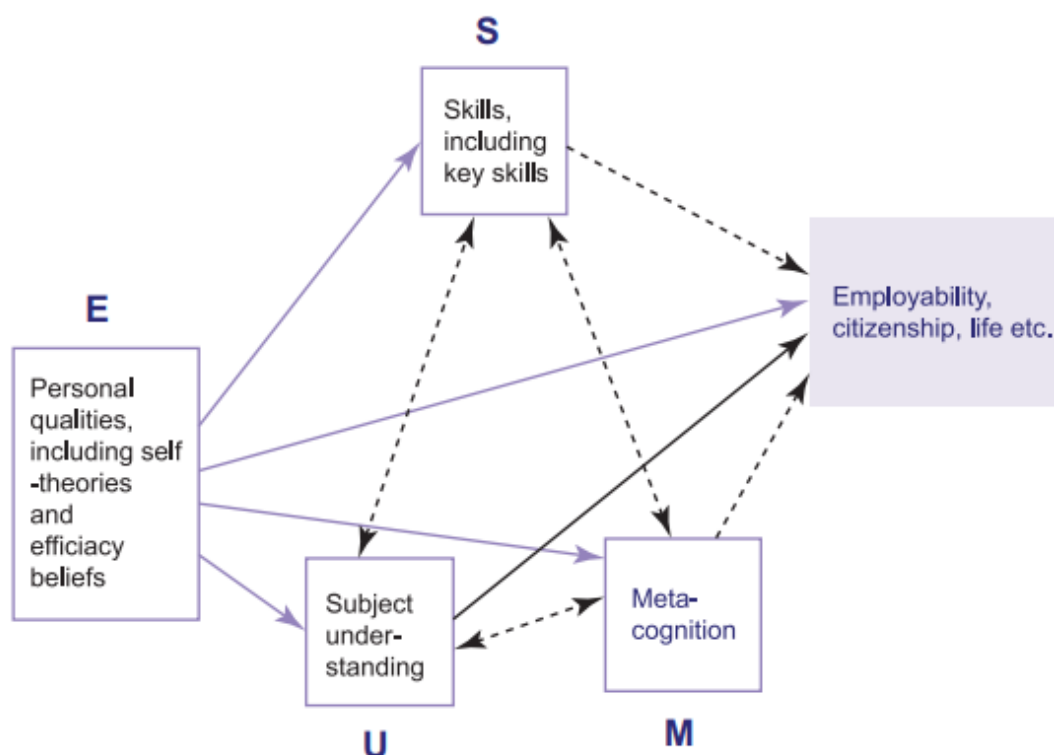 S
Skills,
including
key skills
Employability,
citizenship, life etc.
E
Personal
qualities,
including self
-theories
and
efficiacy
beliefs
Subject
under-
standing
U
Meta-
cognition
M